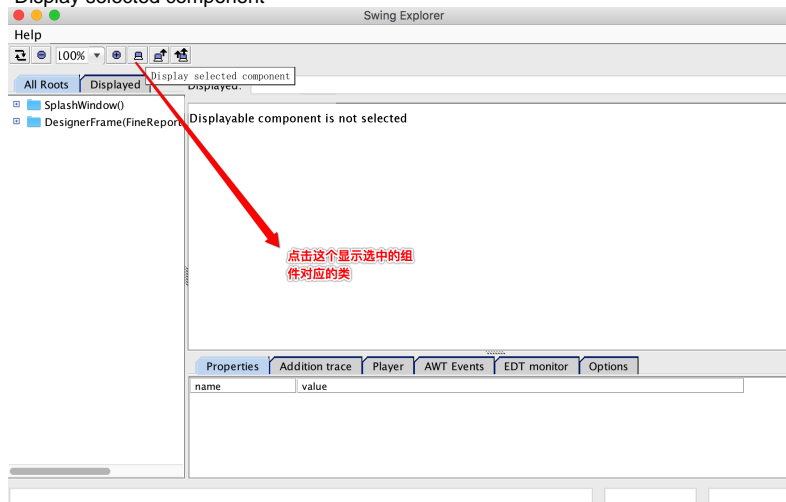 Display selected component
Swing Explorer
Help
100%
Display selected component
All Roots
Displayed
Displayed:
SplashWindow()
DesignerFrame(FineReport
Displayable component is not selected
点击这个显示选中的组
件对应的类
Properties
Addition trace
Player
AWT Events
EDT monitor
Options
name
value